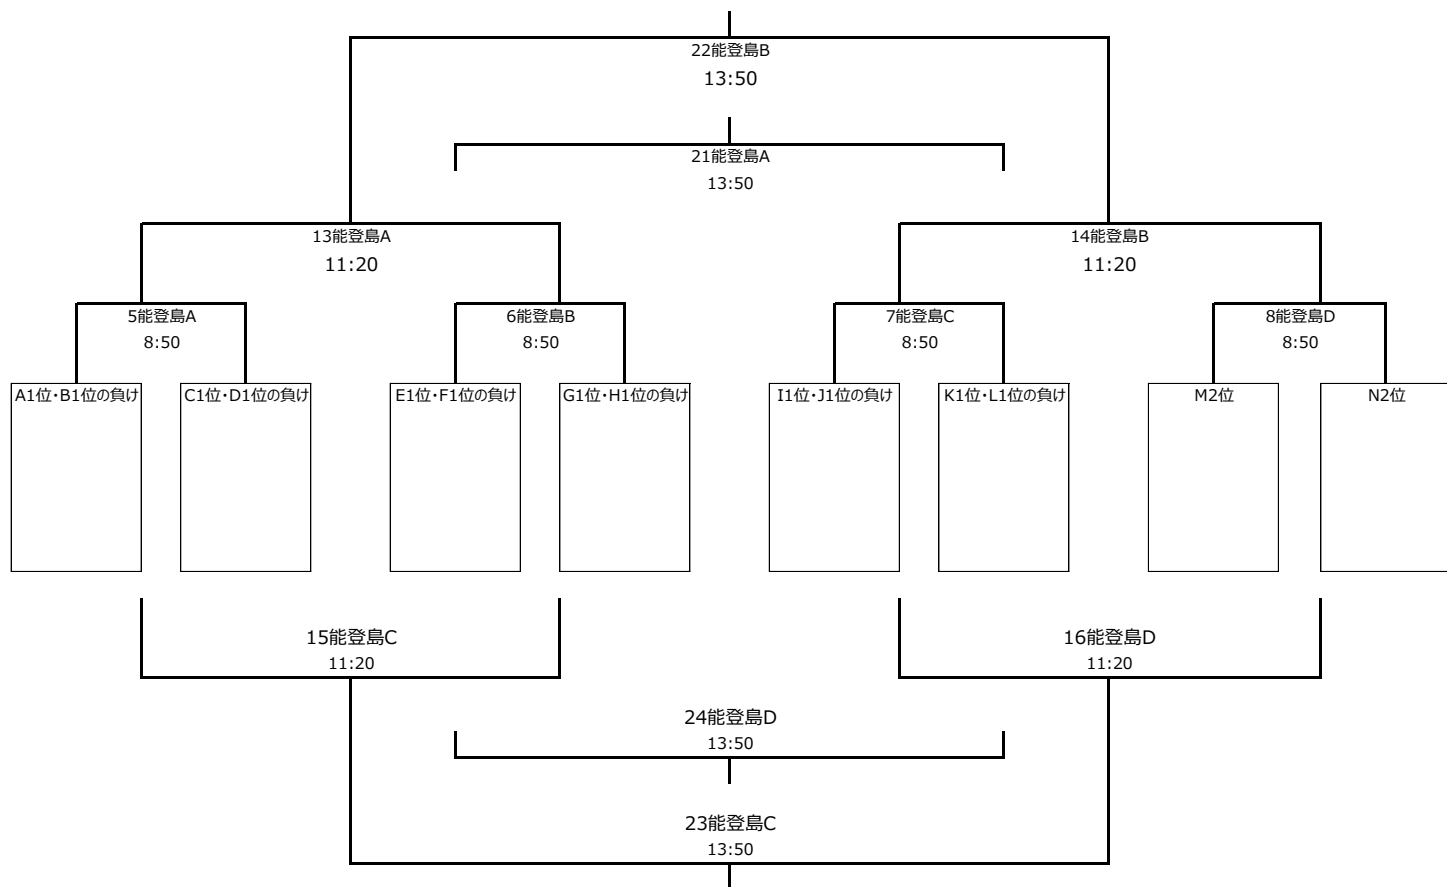 22能登島B
13:50
21能登島A
13:50
13能登島A
11:20
14能登島B
11:20
5能登島A
8:50
6能登島B
8:50
7能登島C
8:50
8能登島D
8:50
A1位・B1位の負け
C1位・D1位の負け
E1位・F1位の負け
G1位・H1位の負け
I1位・J1位の負け
K1位・L1位の負け
M2位
N2位
15能登島C
11:20
16能登島D
11:20
24能登島D
13:50
23能登島C
13:50